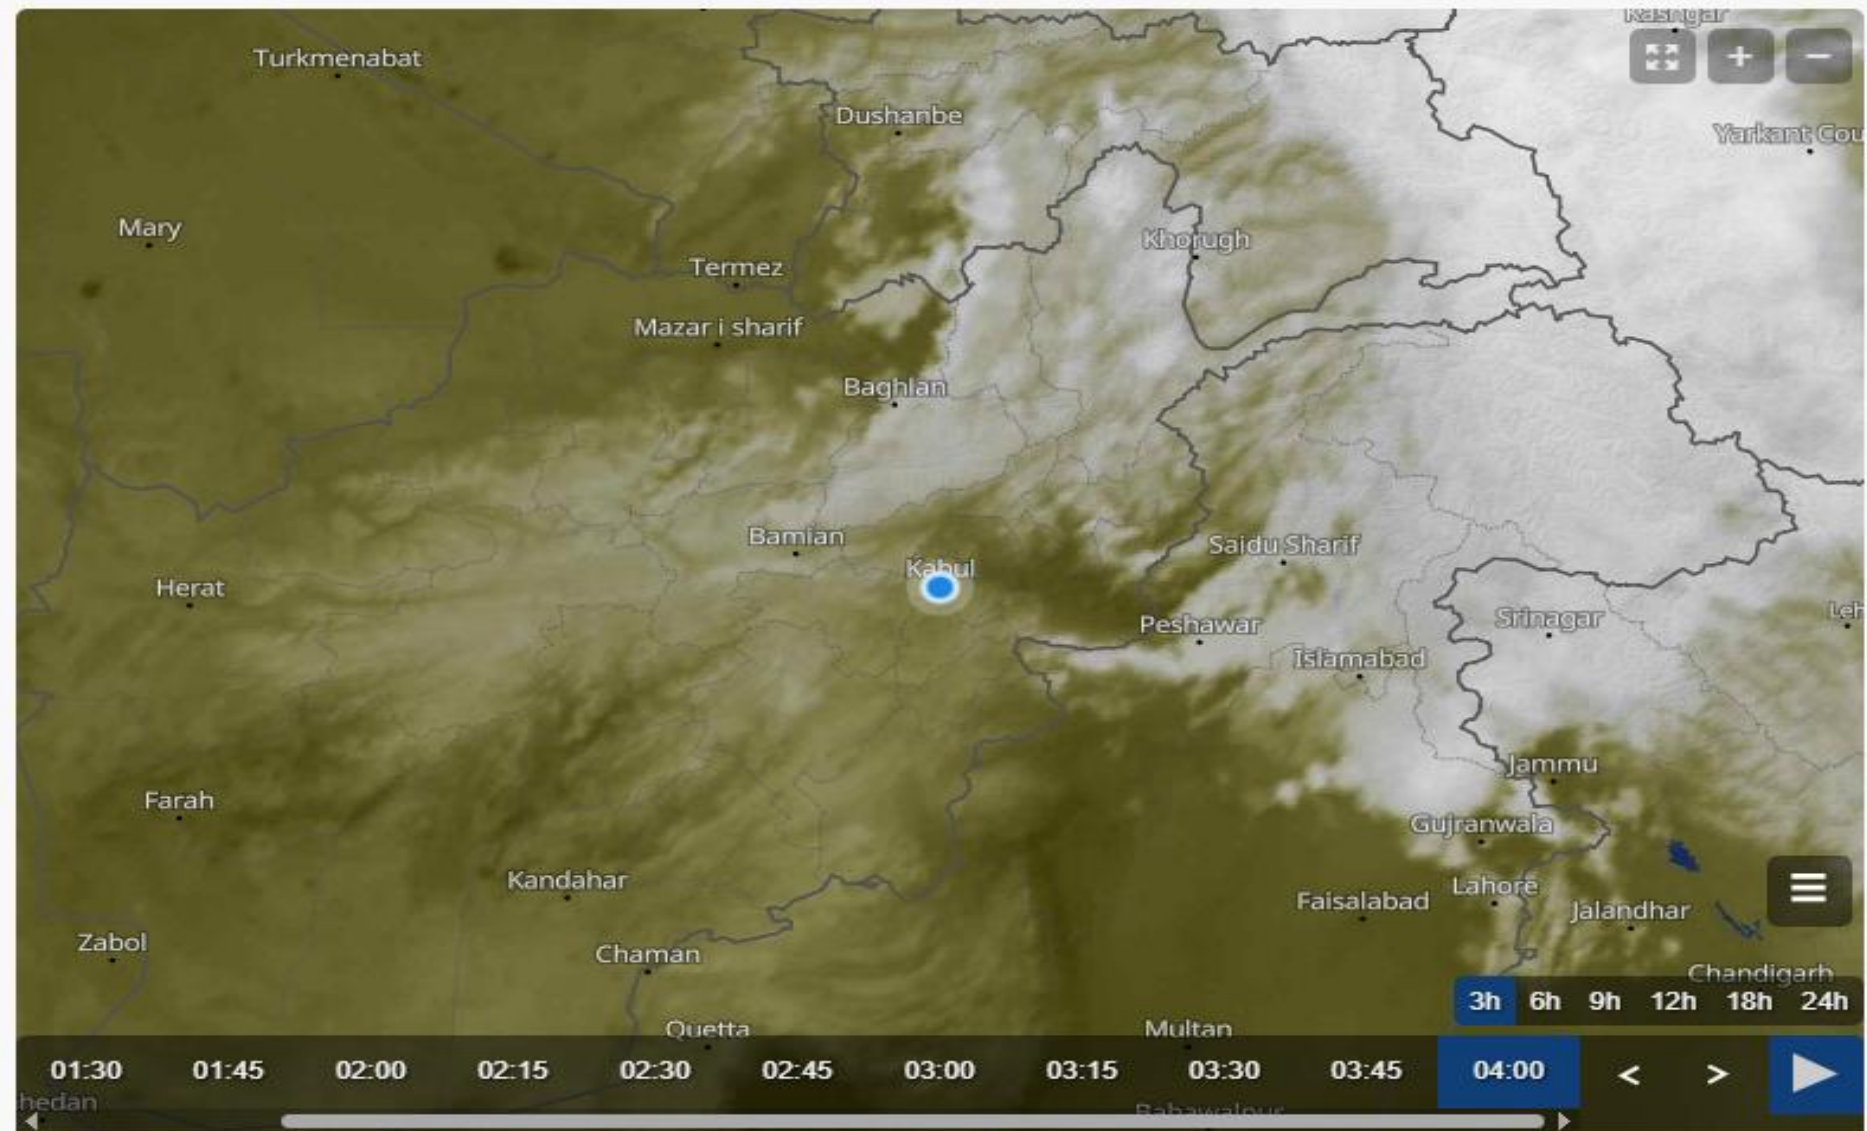 Kashgar
Turkmenabat
Dushanbe
Yarkant Cou
Mary
Khorugh
Termez
Mazar i sharif
Baghlan
Bamian
Saidu Sharif
Kabul
Herat
Leh
Srinagar
Peshawar
Islamabad
Jammu
Farah
Gujranwala
Kandahar
Lahore
Faisalabad
Jalandhar
Zabol
Chaman
Chandigarh
3h 6h 9h 12h 18h 24h
Quetta
Multan
01:30 01:45 02:00 02:15 02:30 02:45 03:00 03:15 03:30 03:45 04:00 < >
hedan
Bahawalpur